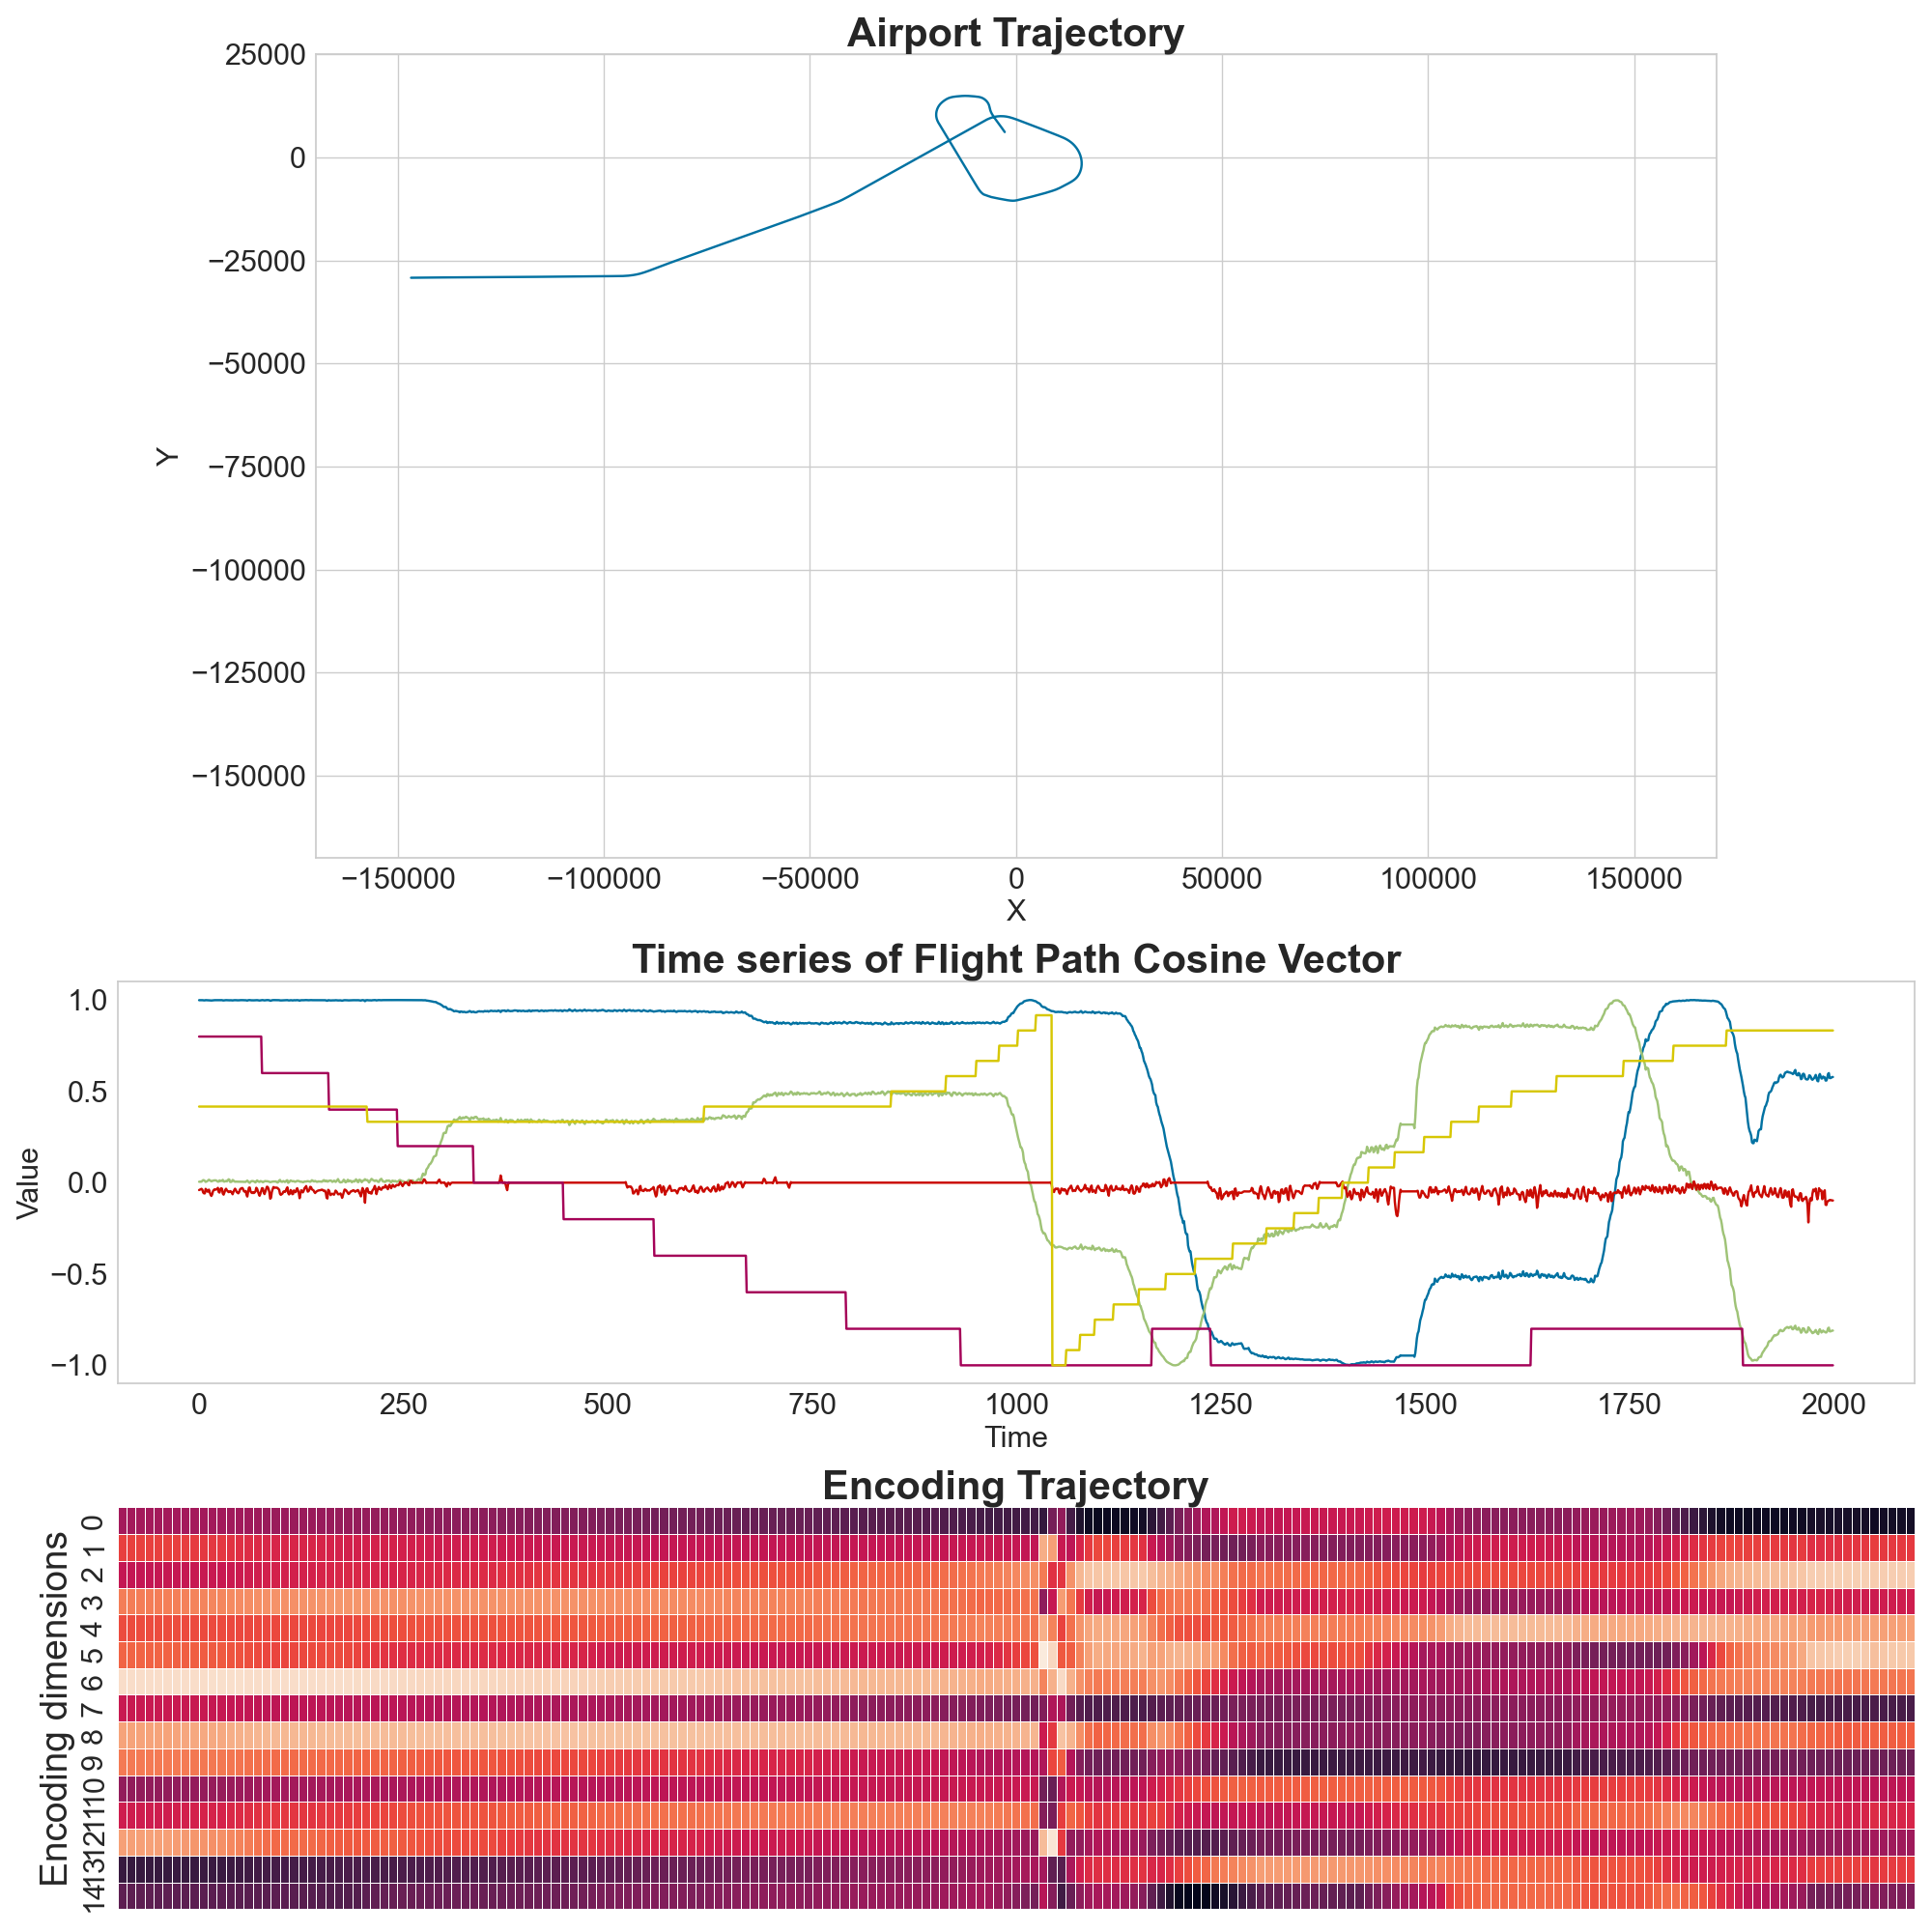 Airport Trajectory
25000
0
−25000
−50000
−75000
−100000
−125000
−150000
Y
−150000 −100000 −50000 0 50000 100000 150000
X
Time series of Flight Path Cosine Vector
1.0
0.5
0.0
−0.5
−1.0
Value
0 250 500 750 1000 1250 1500 1750 2000
Time
Encoding Trajectory
Encoding dimensions
0
1
2
3
4
5
6
7
8
9
10
11
12
13
14